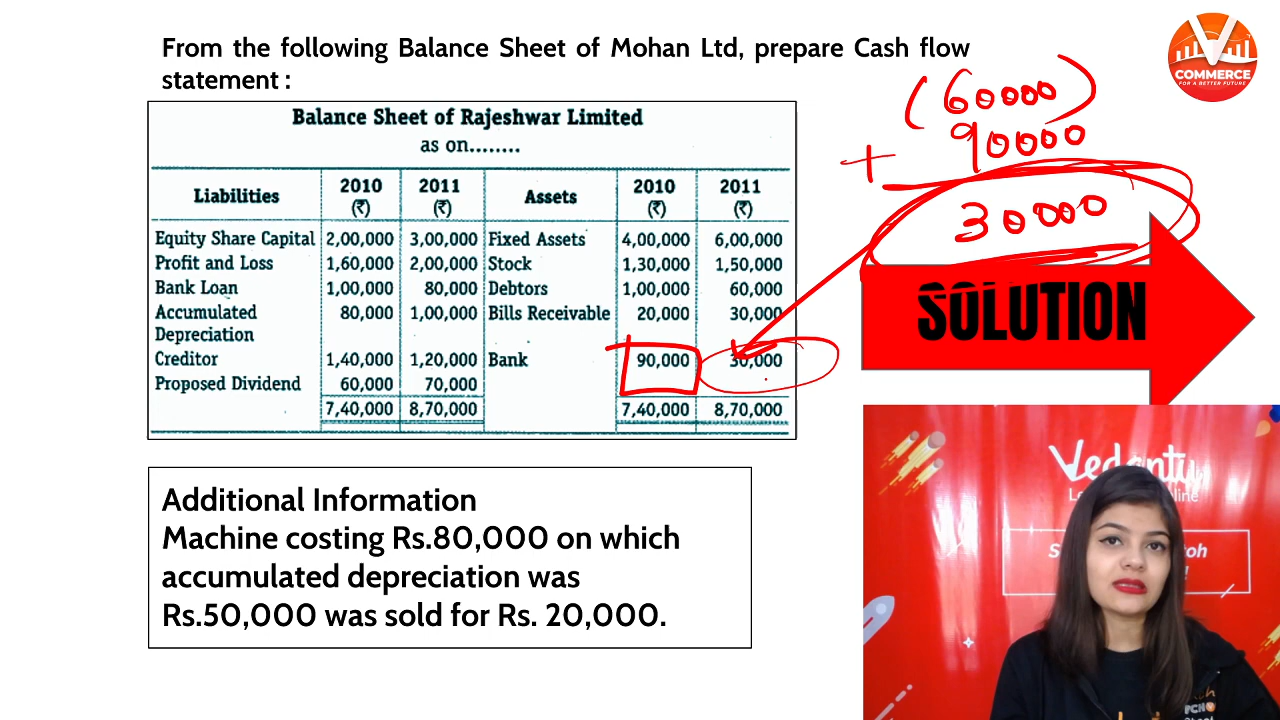 From the following Balance Sheet of Mohan Ltd, prepare Cash flow
statement :
COMMERCE
FOR A BETTER FUTURE
(60000)
+ 90000
30000
Balance Sheet of Rajeshwar Limited
as on........
Liabilities 2010 (₹) 2011 (₹) Assets 2010 (₹) 2011 (₹)
Equity Share Capital 2,00,000 3,00,000 Fixed Assets 4,00,000 6,00,000
Profit and Loss 1,60,000 2,00,000 Stock 1,30,000 1,50,000
Bank Loan 1,00,000 80,000 Debtors 1,00,000 60,000
Accumulated 80,000 1,00,000 Bills Receivable 20,000 30,000
Depreciation
Creditor 1,40,000 1,20,000 Bank 90,000 30,000
Proposed Dividend 60,000 70,000
7,40,000 8,70,000 7,40,000 8,70,000
SOLUTION
Additional Information
Machine costing Rs.80,000 on which
accumulated depreciation was
Rs.50,000 was sold for Rs. 20,000.
Vedantu